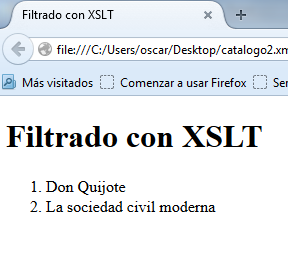 Filtrado con XSLT
file:///C:/Users/oscar/Desktop/catalogo2.xm
Más visitados Comenzar a usar Firefox Ser
Filtrado con XSLT
1. Don Quijote
2. La sociedad civil moderna